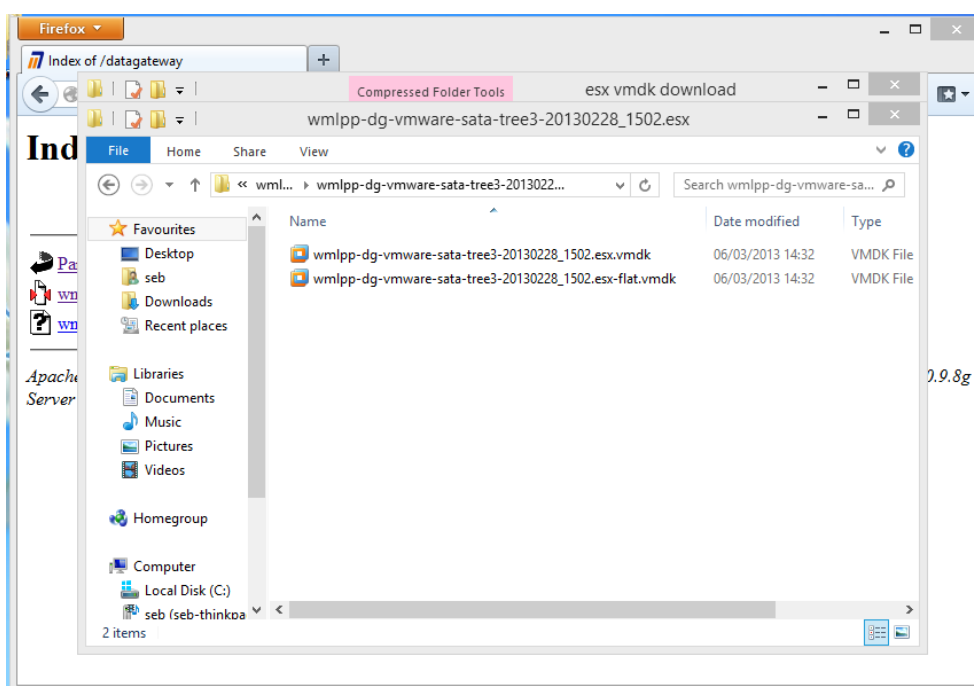 Firefox
Index of /datagateway
Compressed Folder Tools esx vmdk download
wmlpp-dg-vmware-sata-tree3-20130228_1502.esx
Ind
File Home Share View
« wml... wmlpp-dg-vmware-sata-tree3-2013022... Search wmlpp-dg-vmware-sa...
Favourites
Name Date modified Type
Desktop
wmlpp-dg-vmware-sata-tree3-20130228_1502.esx.vmdk 06/03/2013 14:32 VMDK File
seb
wmlpp-dg-vmware-sata-tree3-20130228_1502.esx-flat.vmdk 06/03/2013 14:32 VMDK File
Downloads
Recent places
Pa
wm
wm
Libraries
Apache 0.9.8g
Documents
Server
Music
Pictures
Videos
Homegroup
Computer
Local Disk (C:)
seb (seb-thinkpa
2 items